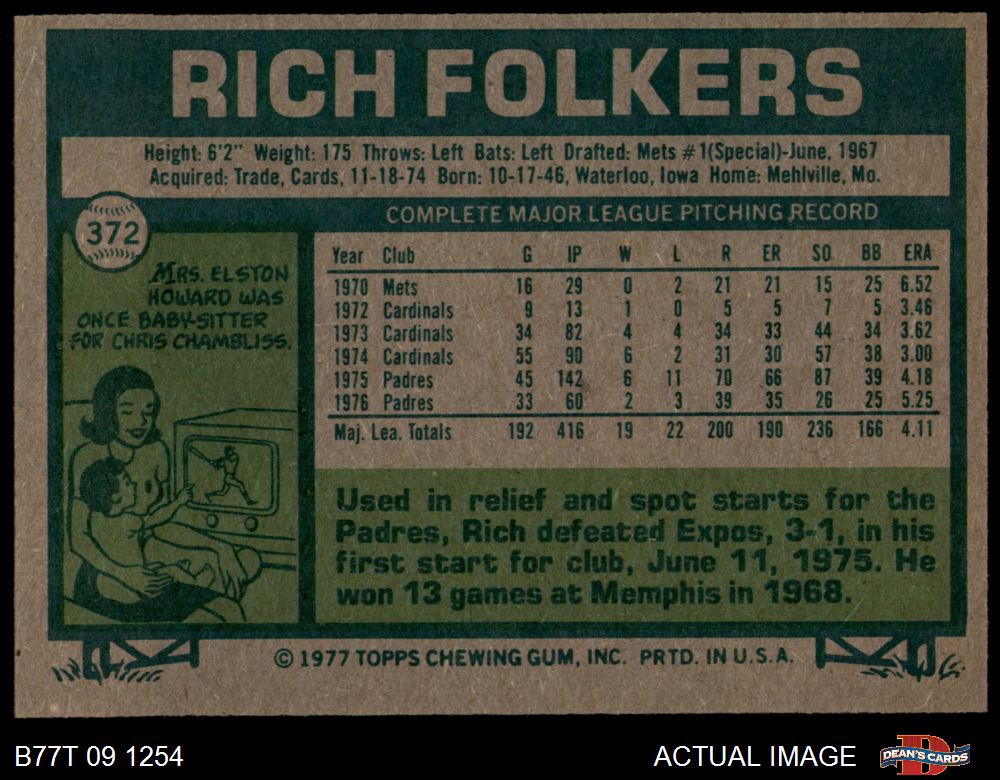 RICH FOLKERS
Height: 6'2" Weight: 175 Throws: Left Bats: Left Drafted: Mets #1(Special)-June, 1967
Acquired: Trade, Cards, 11-18-74 Born: 10-17-46, Waterloo, Iowa Home: Mehlville, Mo.
372
MRS. ELSTON
HOWARD WAS
ONCE BABY-SITTER
FOR CHRIS CHAMBLISS.
COMPLETE MAJOR LEAGUE PITCHING RECORD
Year Club G IP W L R ER SO BB ERA
1970 Mets 16 29 0 2 21 21 15 25 6.52
1972 Cardinals 9 13 1 0 5 5 7 5 3.46
1973 Cardinals 34 82 4 4 34 33 44 34 3.62
1974 Cardinals 55 90 6 2 31 30 57 38 3.00
1975 Padres 45 142 6 11 70 66 87 39 4.18
1976 Padres 33 60 2 3 39 35 26 25 5.25
Maj. Lea. Totals 192 416 19 22 200 190 236 166 4.11
Used in relief and spot starts for the
Padres, Rich defeated Expos, 3-1, in his
first start for club, June 11, 1975. He
won 13 games at Memphis in 1968.
© 1977 TOPPS CHEWING GUM, INC. PRTD. IN U.S.A.
B77T 09 1254
ACTUAL IMAGE
DEAN'S CARDS